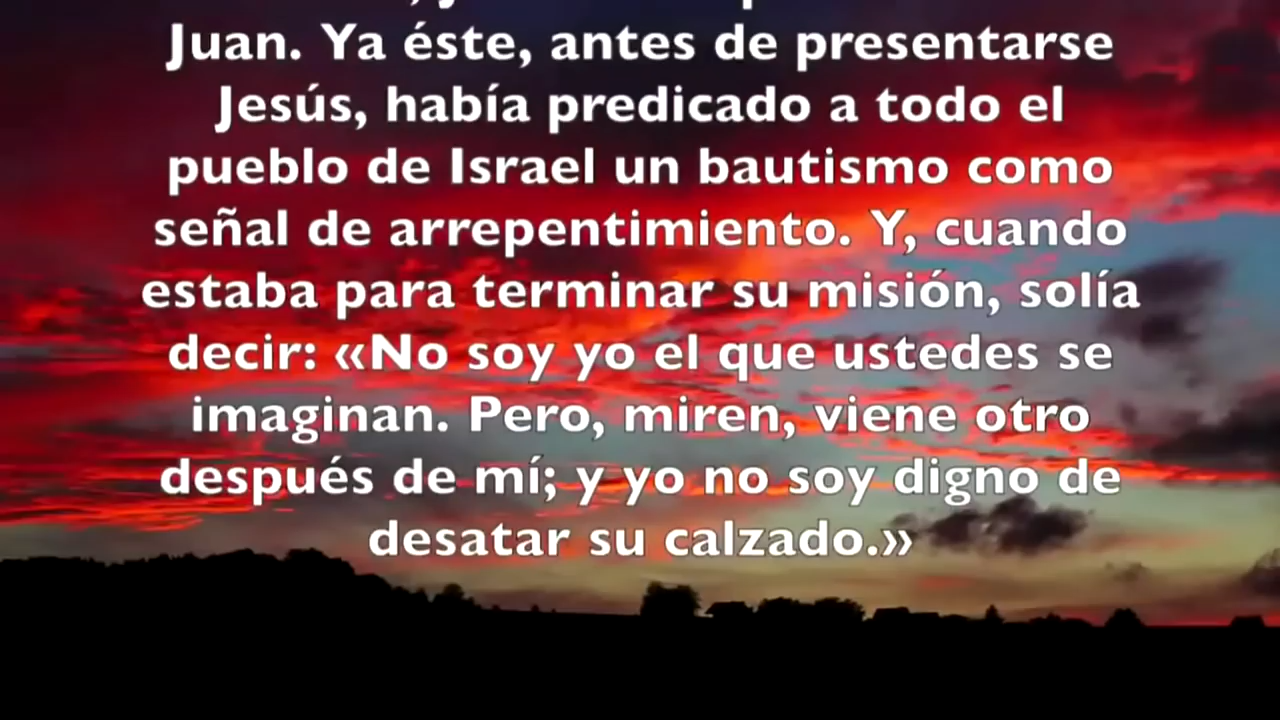 Juan. Ya éste, antes de presentarse
Jesús, había predicado a todo el
pueblo de Israel un bautismo como
señal de arrepentimiento. Y, cuando
estaba para terminar su misión, solía
decir: «No soy yo el que ustedes se
imaginan. Pero, miren, viene otro
después de mí; y yo no soy digno de
desatar su calzado.»